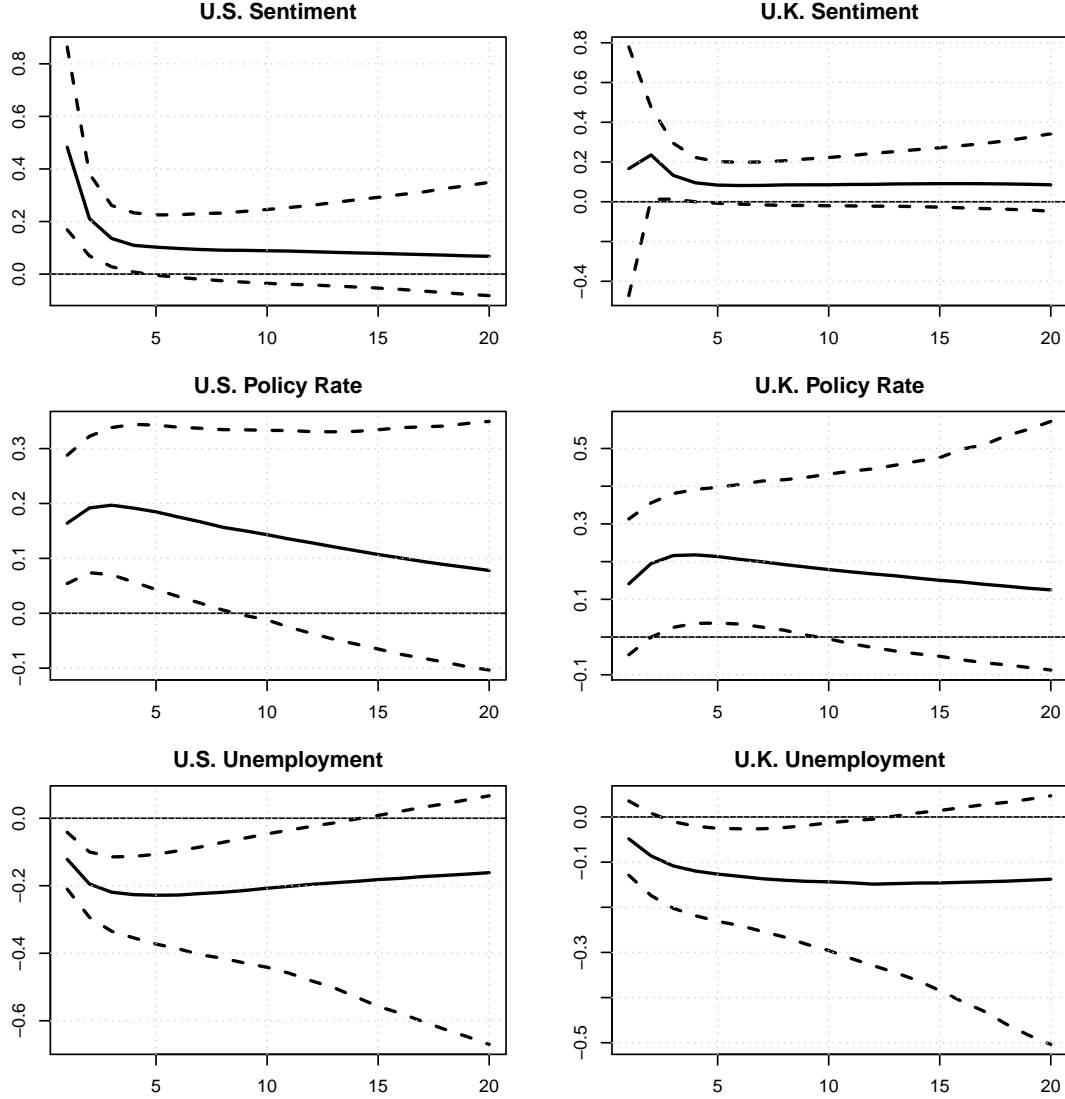 U.S. Sentiment
0.0 0.2 0.4 0.6 0.8
5 10 15 20
U.K. Sentiment
−0.4 0.0 0.2 0.4 0.6 0.8
5 10 15 20
U.S. Policy Rate
−0.1 0.0 0.1 0.2 0.3
5 10 15 20
U.K. Policy Rate
−0.1 0.1 0.3 0.5
5 10 15 20
U.S. Unemployment
−0.6 −0.4 −0.2 0.0
5 10 15 20
U.K. Unemployment
−0.5 −0.3 −0.1 0.0
5 10 15 20